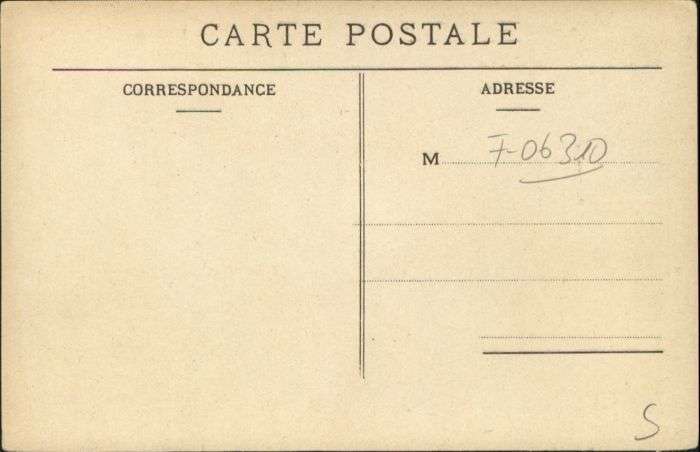 CARTE POSTALE
CORRESPONDANCE
ADRESSE
M F-06310
S